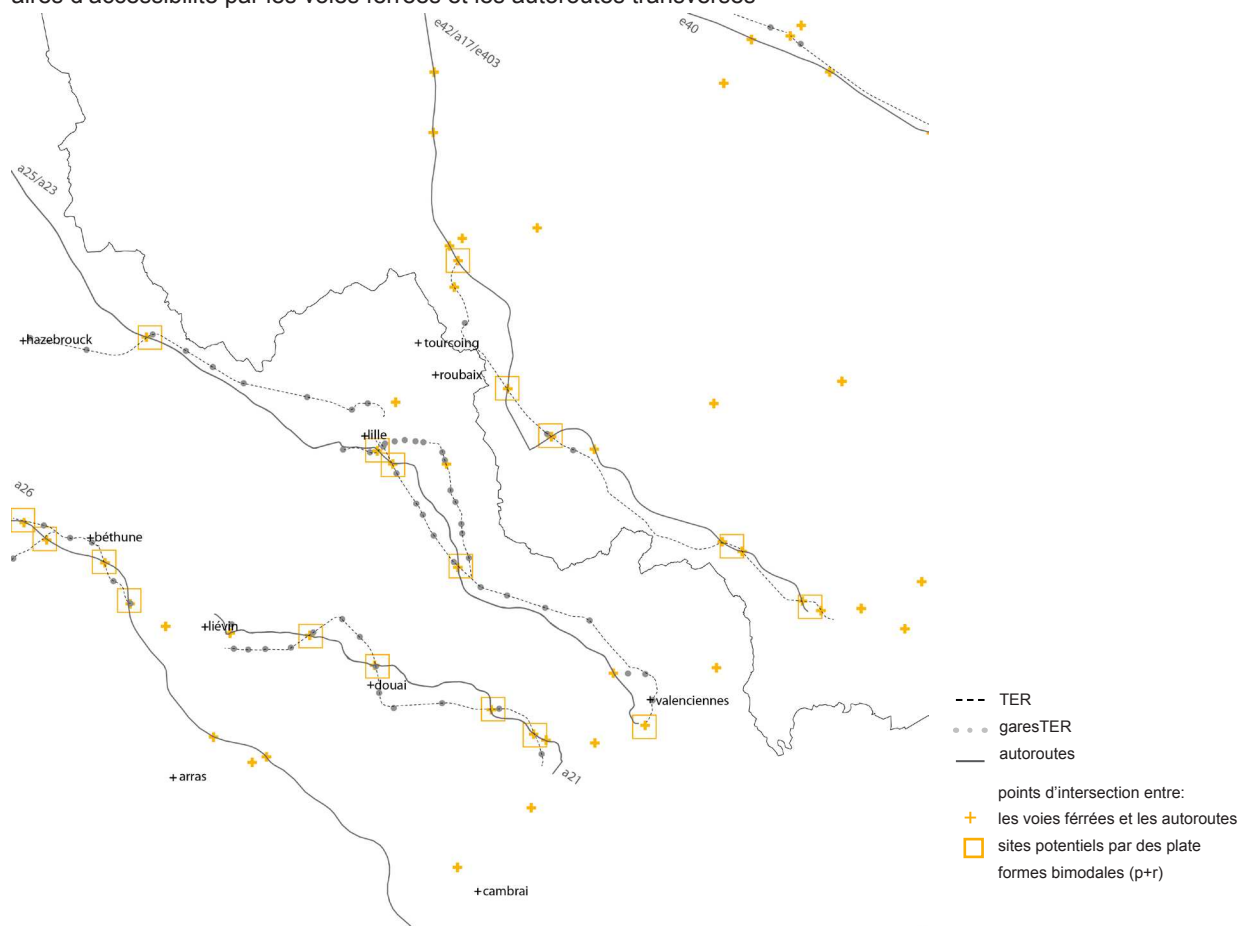 aires d'accessibilité par les voies ferrées et les autoroutes transversés
e42/a17/e403
e40
a25/a23
+hazebrouck
+ tourcoing
+roubaix
+lille
a26
+béthune
+liévin
+douai
+valenciennes
+ arras
a21
+cambrai
TER
garesTER
autoroutes
points d'intersection entre:
les voies férrées et les autoroutes
sites potentiels par des plate
formes bimodales (p+r)